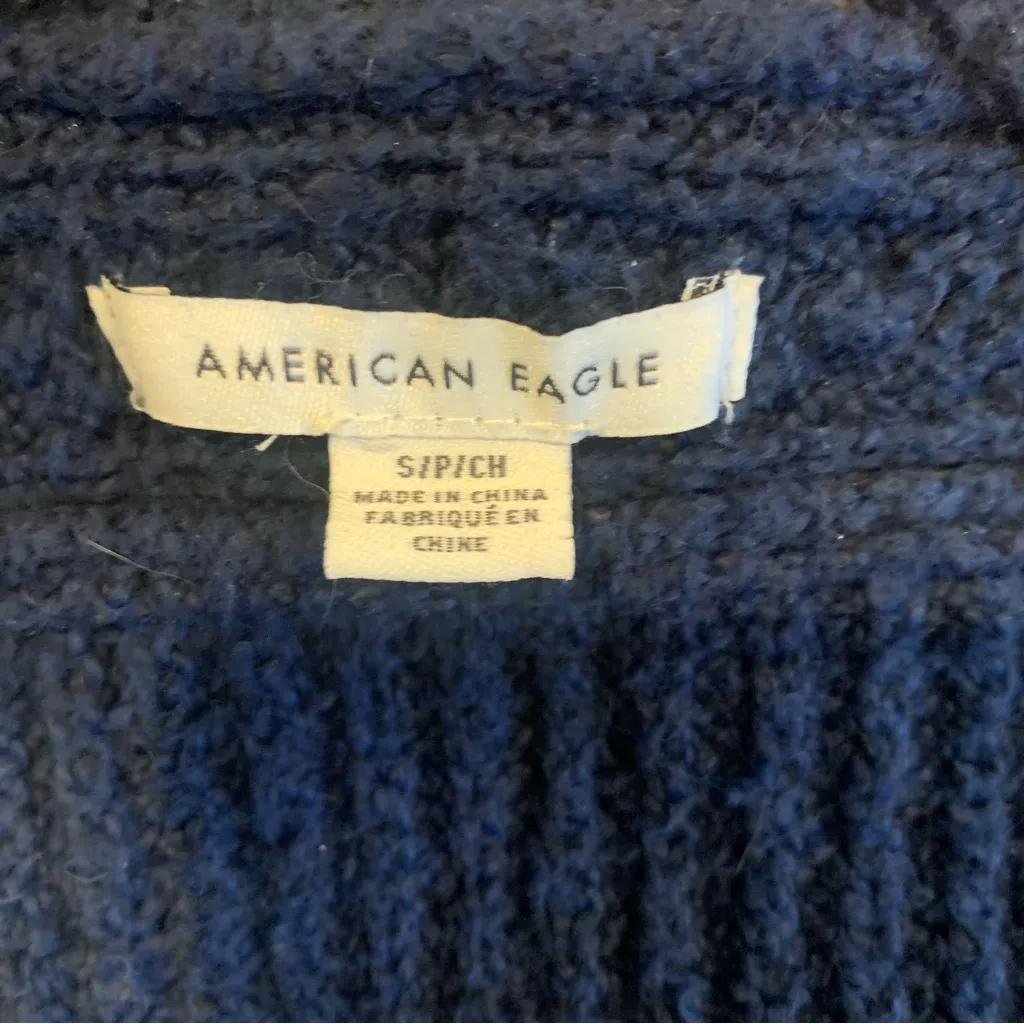 AMERICAN EAGLE
S/P/CH
MADE IN CHINA
FABRIQUÉ EN
CHINE